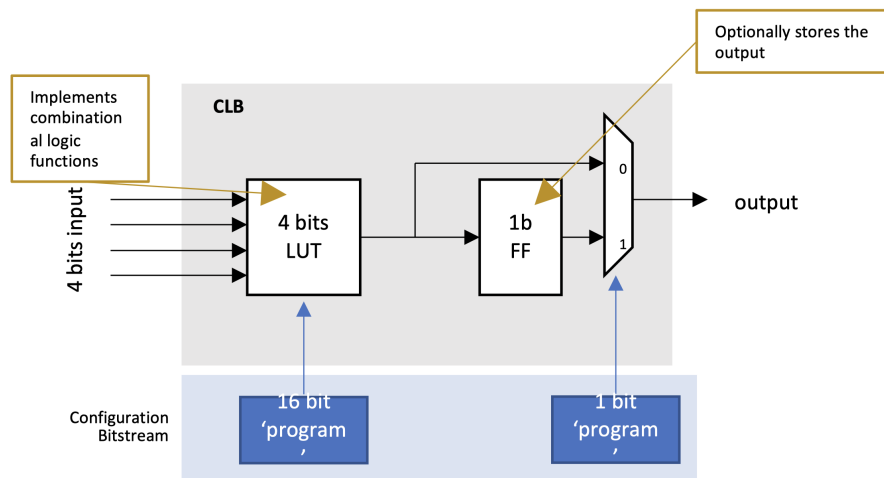 Optionally stores the
output
Implements
combination
al logic
functions
CLB
0
4 bits input
4 bits
LUT
1b
FF
output
1
Configuration
Bitstream
16 bit
‘program
’
1 bit
‘program
’